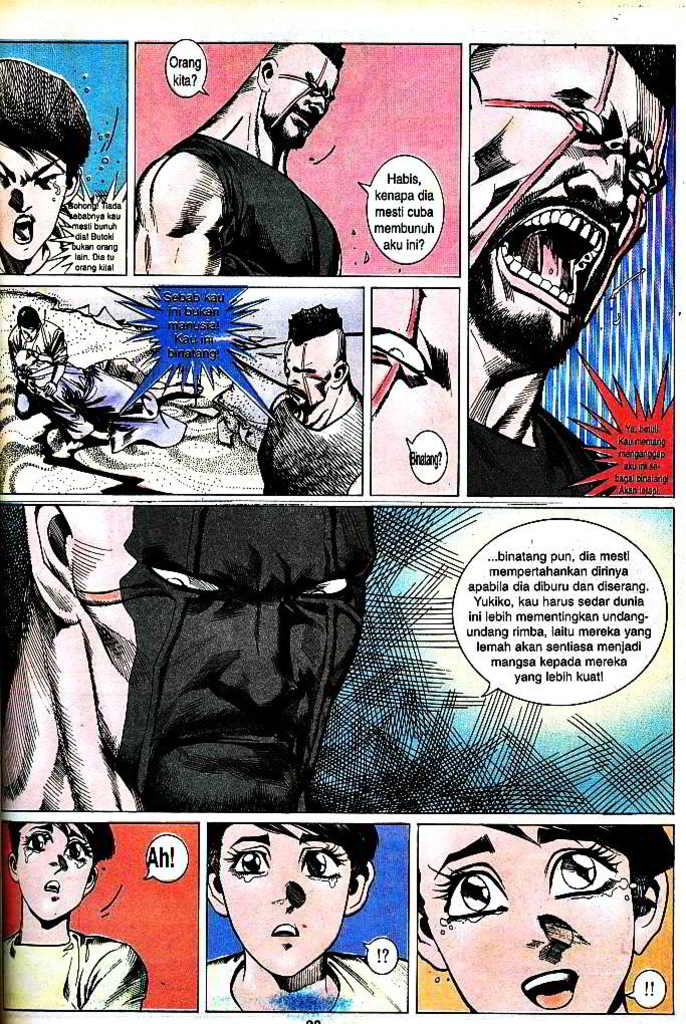 Bohong! Tiada
sebabnya kau
mesti bunuh
dia! Butoki
bukan orang
lain. Dia tu
orang kita!
Orang
kita?
Habis,
kenapa dia
mesti cuba
membunuh
aku ini?
Sebab kau
ini bukan
manusia!
Kau ini
binatang!
Binatang?
Ya, betul!
Kau memang
menganggap
aku ini se-
bagai binatang!
Akan tetapi
...binatang pun, dia mesti
mempertahankan dirinya
apabila dia diburu dan diserang.
Yukiko, kau harus sedar dunia
ini lebih mementingkan undang-
undang rimba, iaitu mereka yang
lemah akan sentiasa menjadi
mangsa kepada mereka
yang lebih kuat!
Ah!
!?
!!